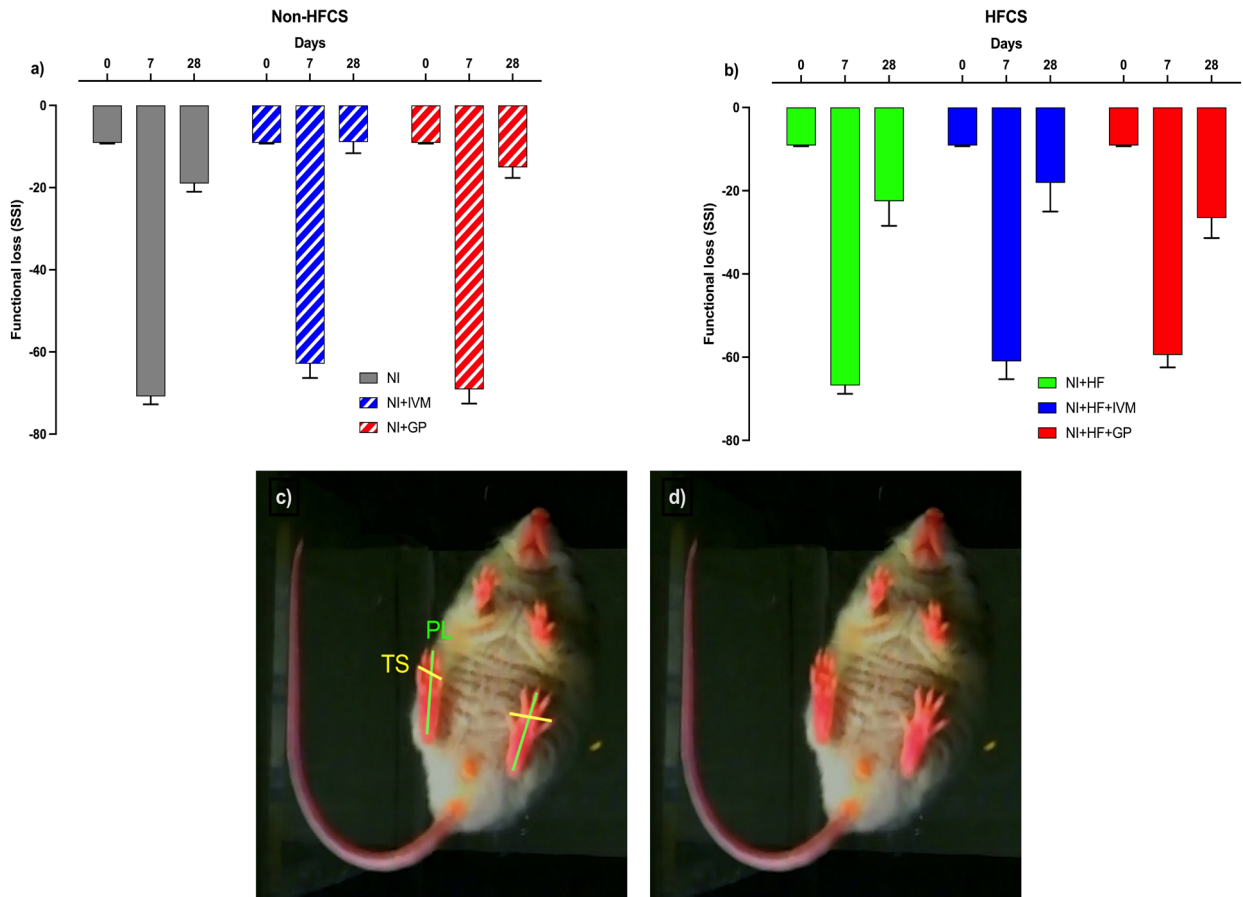 Non-HFCS
Days
a)
0 7 28 0 7 28 0 7 28
Functional loss (SSI)
0
-20
-40
-60
-80
NI
NI+IVM
NI+GP
HFCS
Days
b)
0 7 28 0 7 28 0 7 28
Functional loss (SSI)
0
-20
-40
-60
-80
NI+HF
NI+HF+IVM
NI+HF+GP
c)
PL
TS
d)